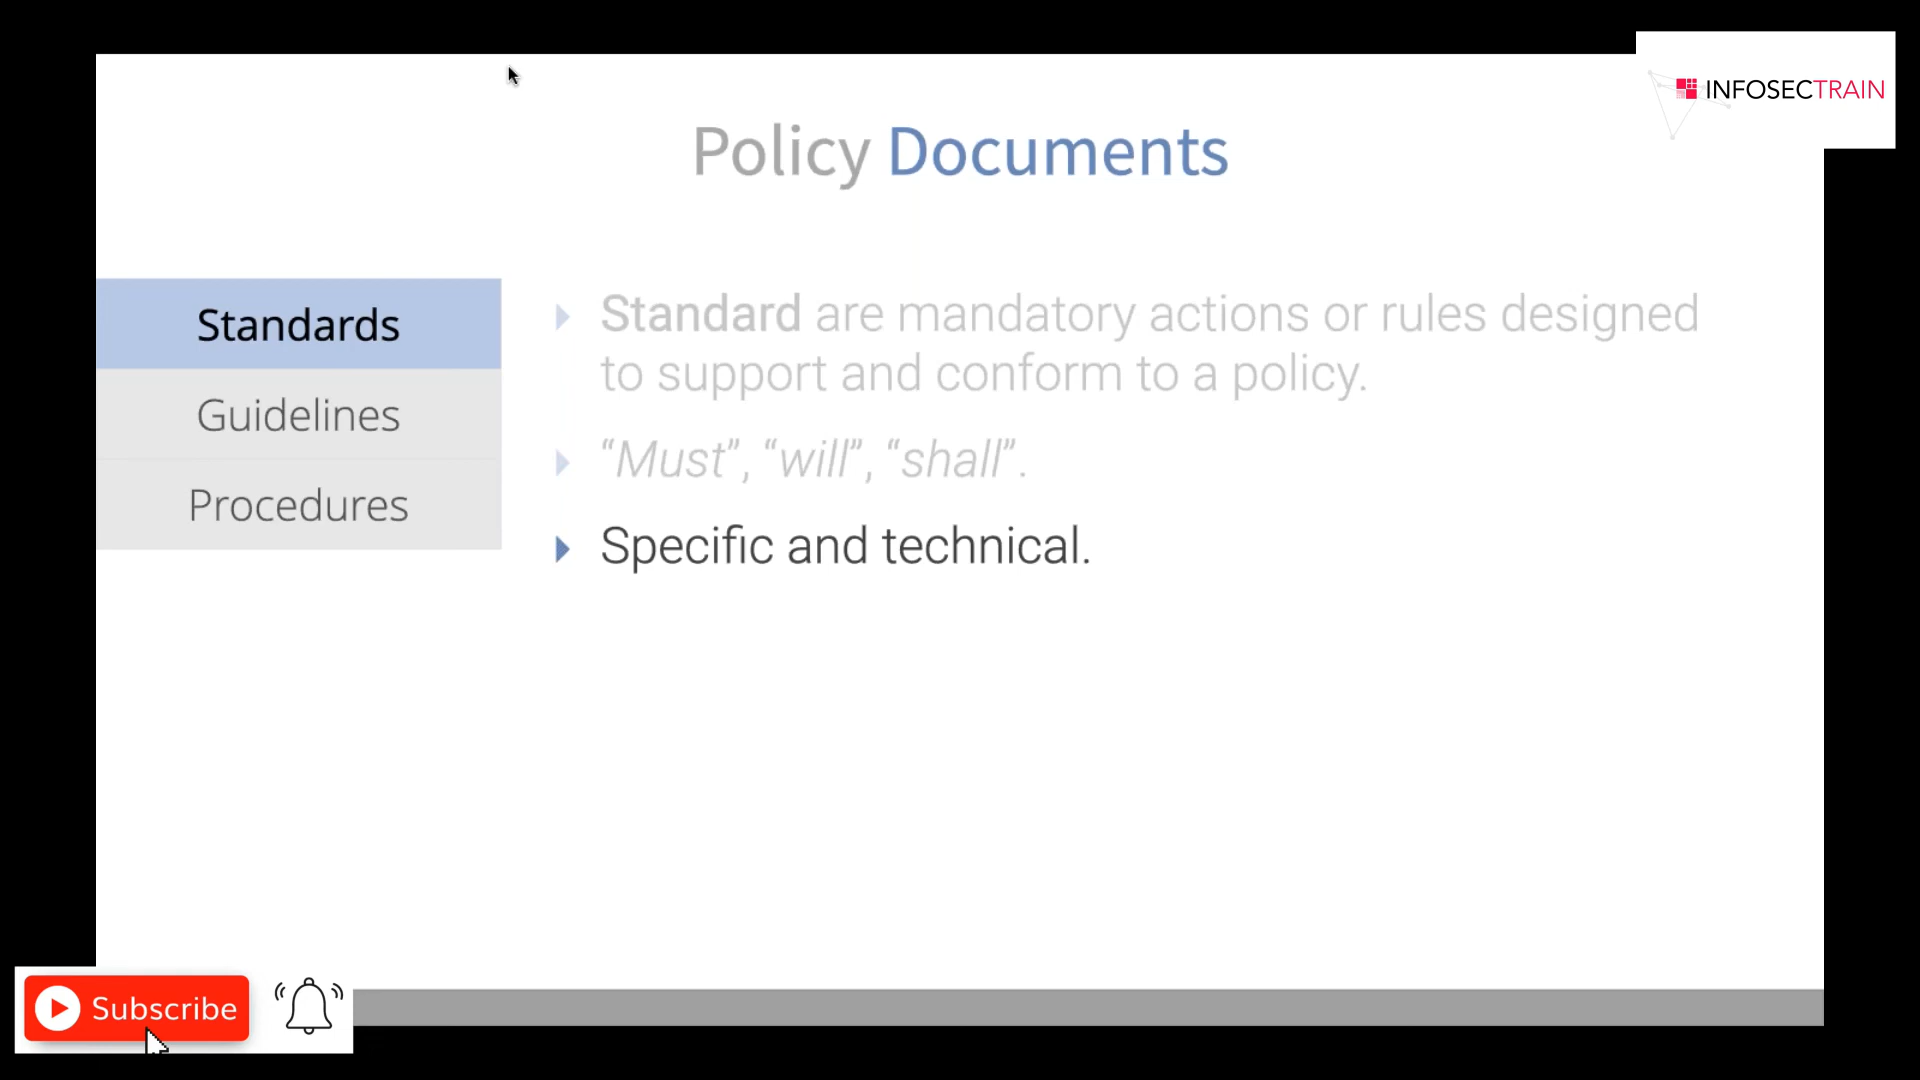 INFOSECTRAIN
Policy Documents
Standards
Guidelines
Procedures
Standard are mandatory actions or rules designed
to support and conform to a policy.
“Must”, “will”, “shall”.
Specific and technical.
Subscribe